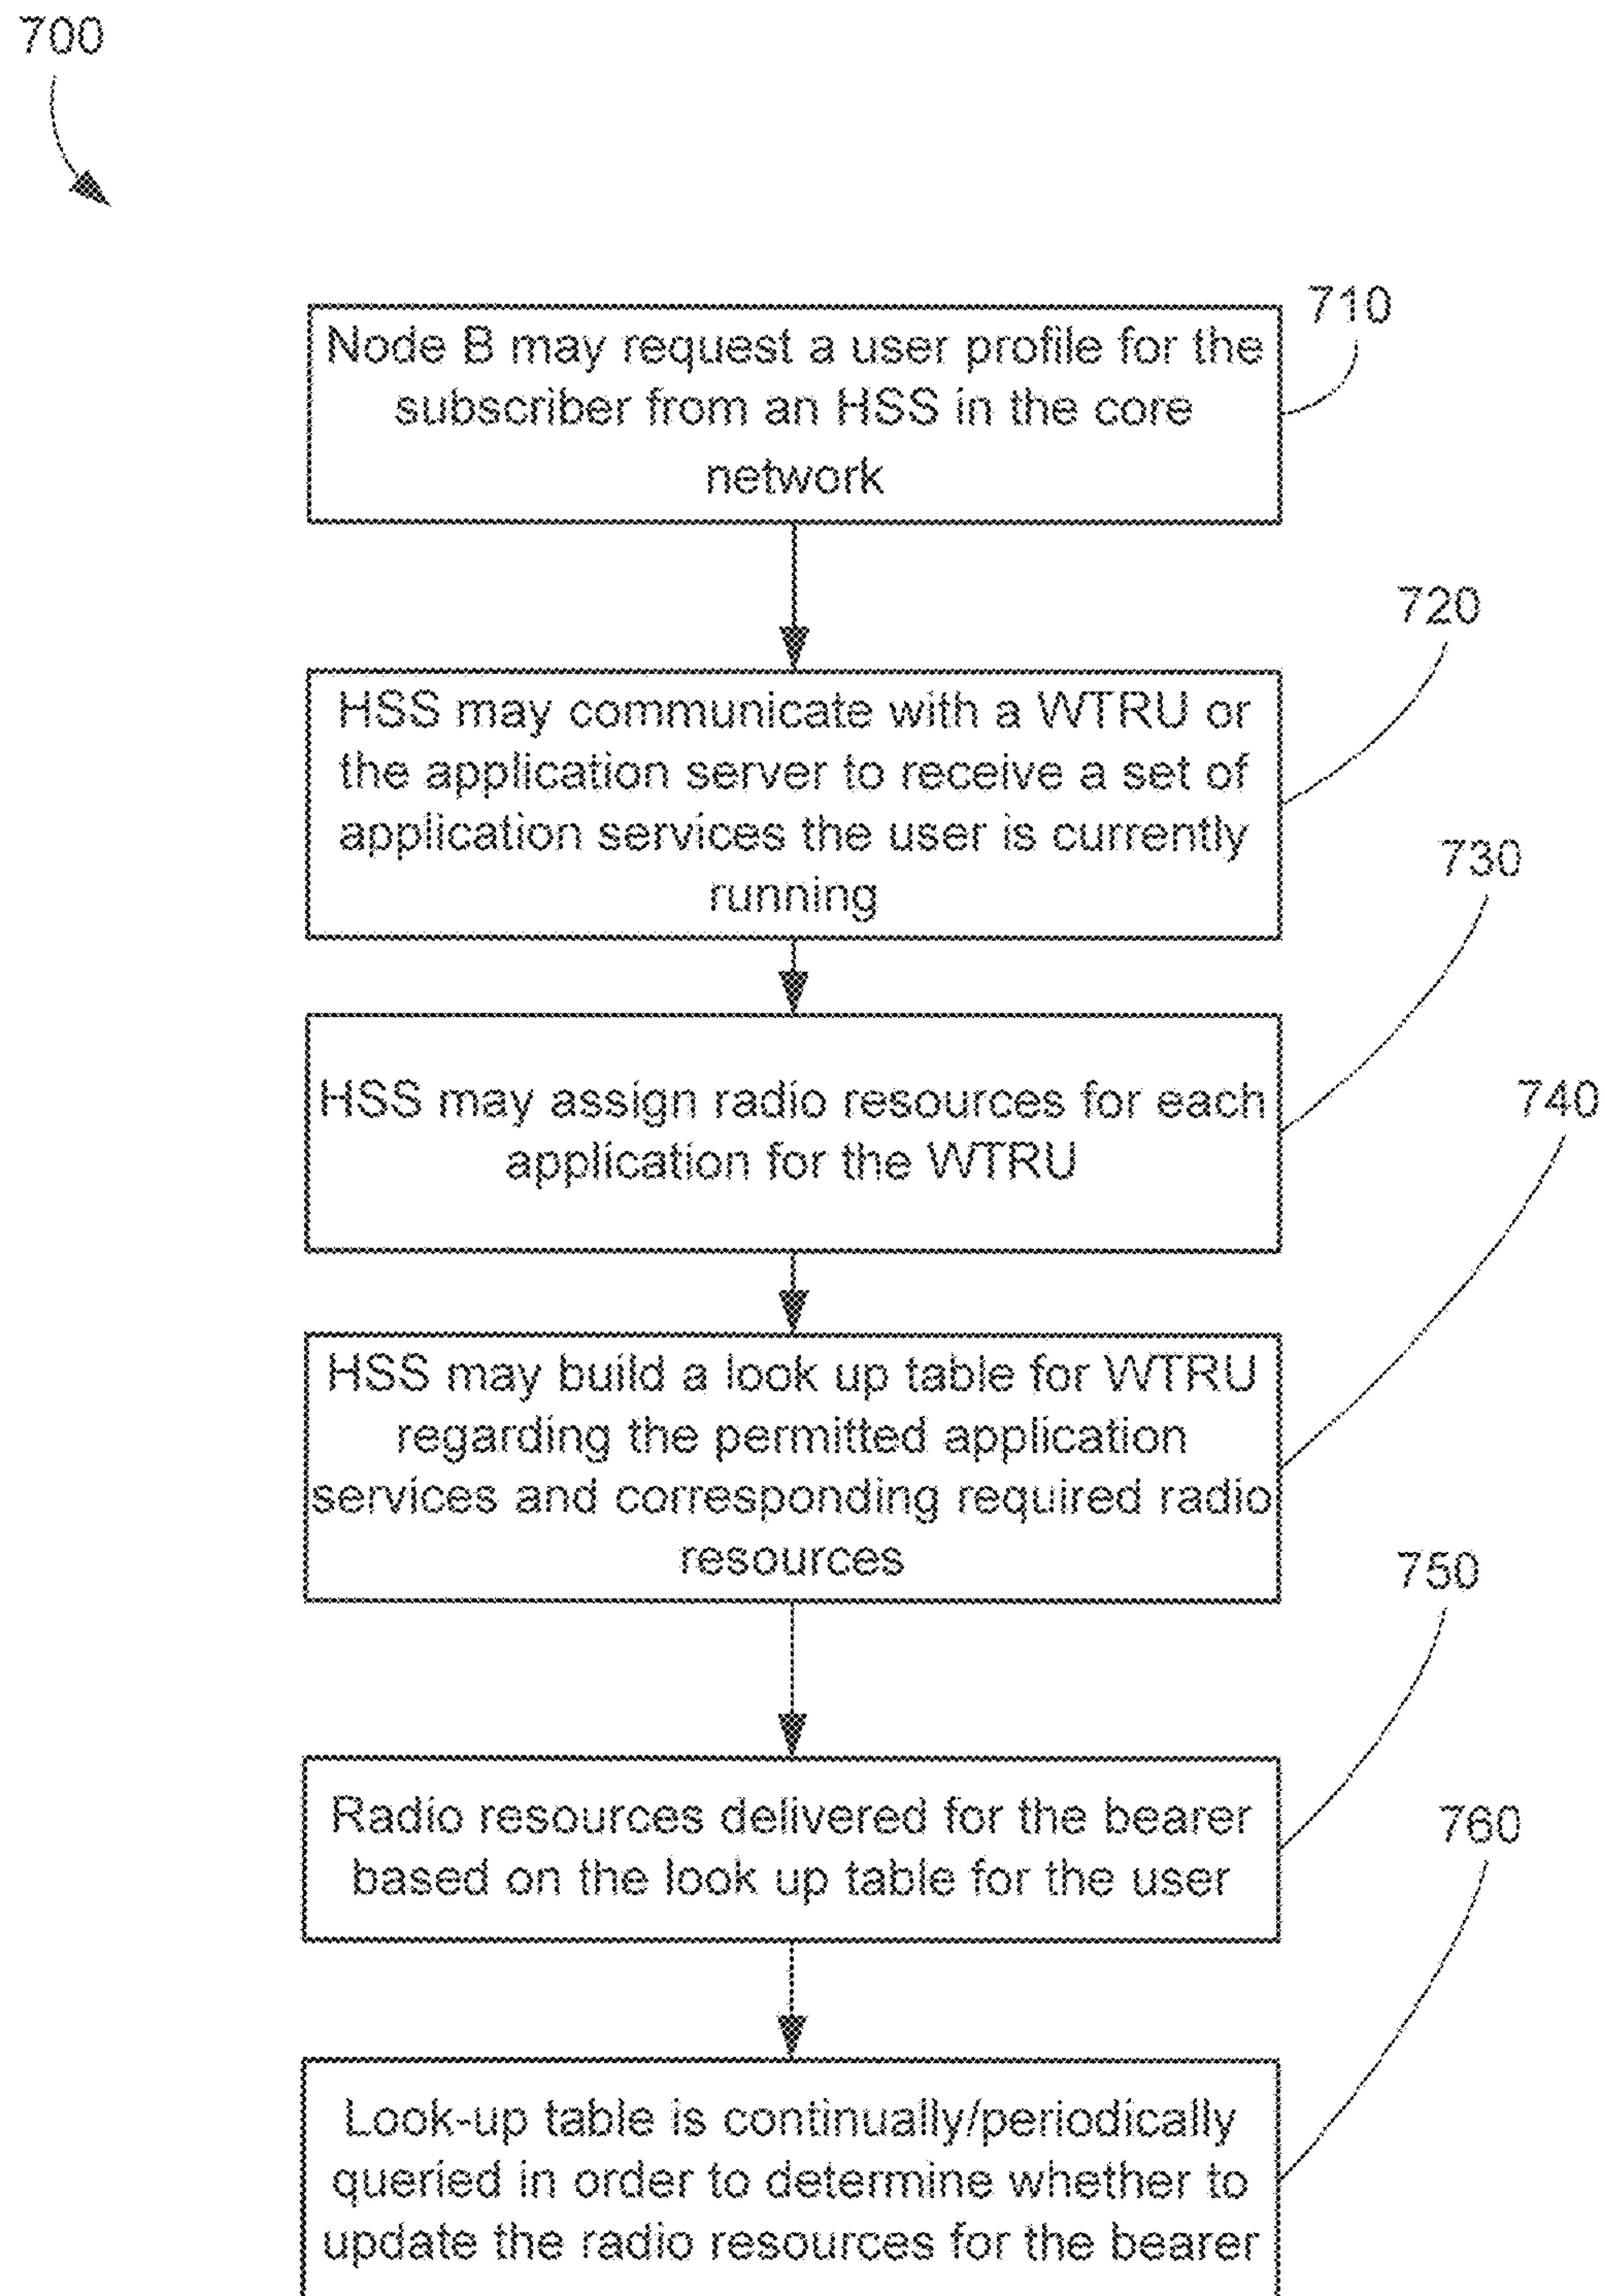 700
710
Node B may request a user profile for the
subscriber from an HSS in the core
network
720
HSS may communicate with a WTRU or
the application server to receive a set of
application services the user is currently
running
730
HSS may assign radio resources for each
application for the WTRU
740
HSS may build a look up table for WTRU
regarding the permitted application
services and corresponding required radio
resources
750
Radio resources delivered for the bearer
based on the look up table for the user
760
Look-up table is continually/periodically
queried in order to determine whether to
update the radio resources for the bearer